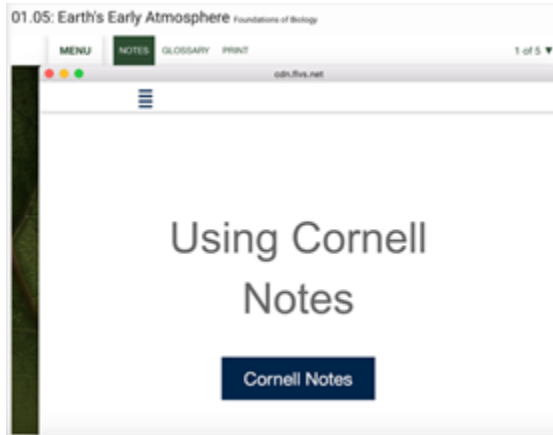 01.05: Earth's Early Atmosphere Foundations of Biology
MENU NOTES GLOSSARY PRINT 1 of 5 ▼
cdn.flvs.net
Using Cornell
Notes
Cornell Notes